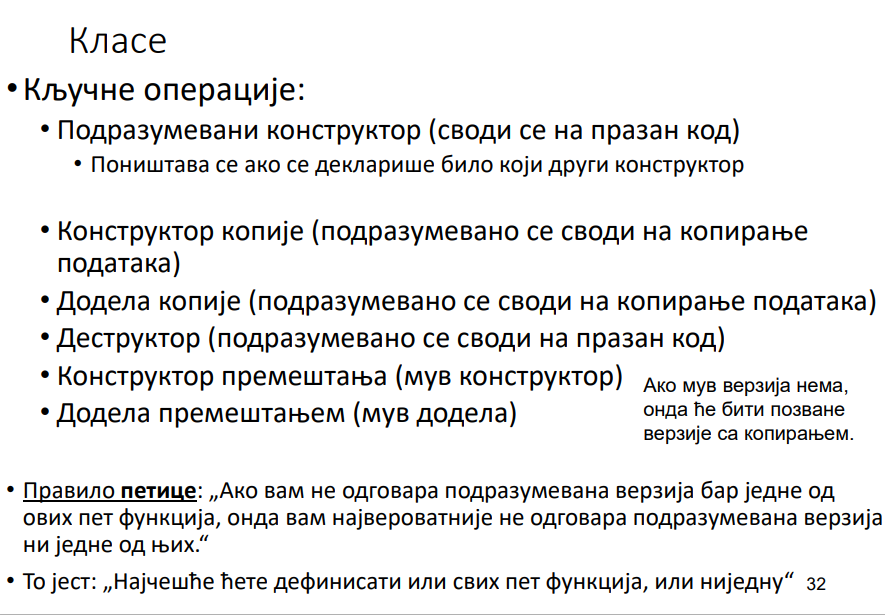 Класе
•Кључне операције:
• Подразумевани конструктор (своди се на празан код)
• Поништава се ако се декларише било који други конструктор
• Конструктор копије (подразумевано се своди на копирање
података)
• Додела копије (подразумевано се своди на копирање података)
• Деструктор (подразумевано се своди на празан код)
• Конструктор премештања (мув конструктор)
• Додела премештањем (мув додела)
Ако мув верзија нема,
онда ће бити позване
верзије са копирањем.
• Правило петице: „Ако вам не одговара подразумевана верзија бар једне од
ових пет функција, онда вам највероватније не одговара подразумевана верзија
ни једне од њих.“
• То јест: „Најчешће ћете дефинисати или свих пет функција, или ниједну“ 32